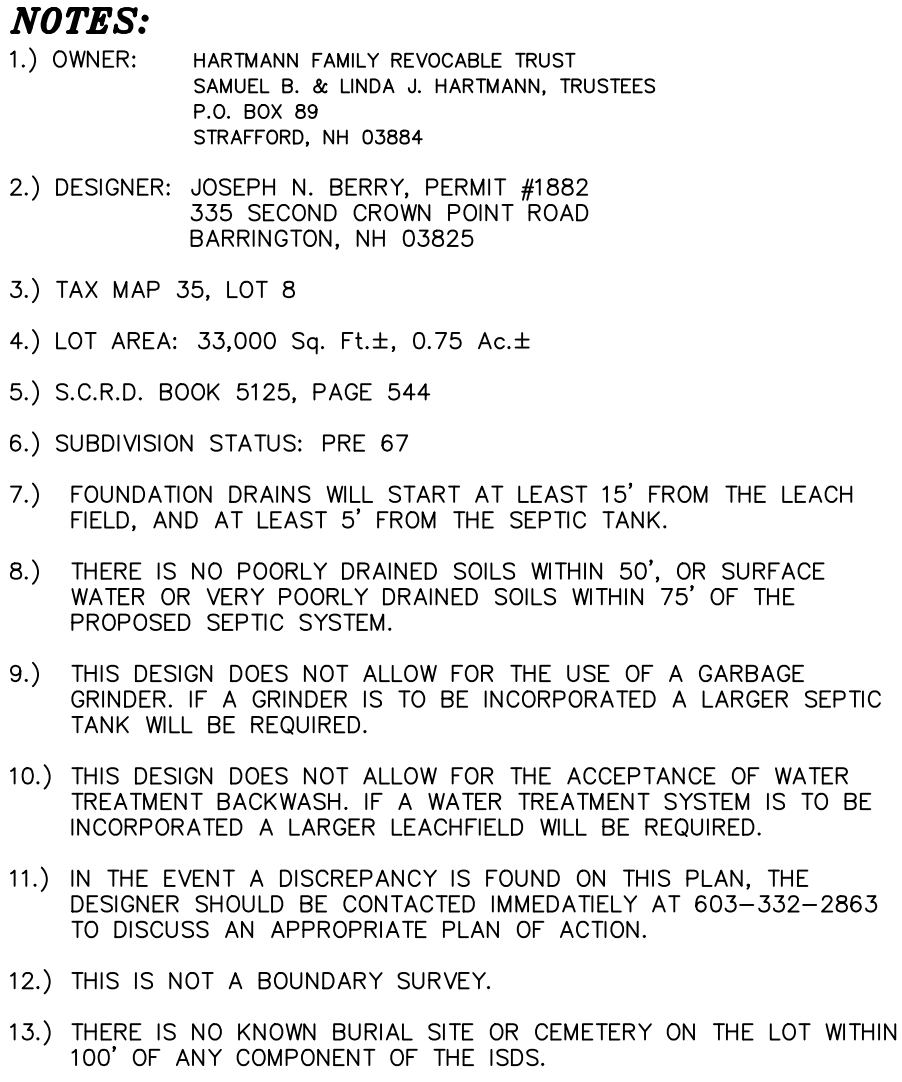 NOTES:
1.) OWNER: HARTMANN FAMILY REVOCABLE TRUST
SAMUEL B. & LINDA J. HARTMANN, TRUSTEES
P.O. BOX 89
STRAFFORD, NH 03884
2.) DESIGNER: JOSEPH N. BERRY, PERMIT #1882
335 SECOND CROWN POINT ROAD
BARRINGTON, NH 03825
3.) TAX MAP 35, LOT 8
4.) LOT AREA: 33,000 Sq. Ft.±, 0.75 Ac.±
5.) S.C.R.D. BOOK 5125, PAGE 544
6.) SUBDIVISION STATUS: PRE 67
7.) FOUNDATION DRAINS WILL START AT LEAST 15' FROM THE LEACH
FIELD, AND AT LEAST 5' FROM THE SEPTIC TANK.
8.) THERE IS NO POORLY DRAINED SOILS WITHIN 50', OR SURFACE
WATER OR VERY POORLY DRAINED SOILS WITHIN 75' OF THE
PROPOSED SEPTIC SYSTEM.
9.) THIS DESIGN DOES NOT ALLOW FOR THE USE OF A GARBAGE
GRINDER. IF A GRINDER IS TO BE INCORPORATED A LARGER SEPTIC
TANK WILL BE REQUIRED.
10.) THIS DESIGN DOES NOT ALLOW FOR THE ACCEPTANCE OF WATER
TREATMENT BACKWASH. IF A WATER TREATMENT SYSTEM IS TO BE
INCORPORATED A LARGER LEACHFIELD WILL BE REQUIRED.
11.) IN THE EVENT A DISCREPANCY IS FOUND ON THIS PLAN, THE
DESIGNER SHOULD BE CONTACTED IMMEDATIELY AT 603-332-2863
TO DISCUSS AN APPROPRIATE PLAN OF ACTION.
12.) THIS IS NOT A BOUNDARY SURVEY.
13.) THERE IS NO KNOWN BURIAL SITE OR CEMETERY ON THE LOT WITHIN
100' OF ANY COMPONENT OF THE ISDS.